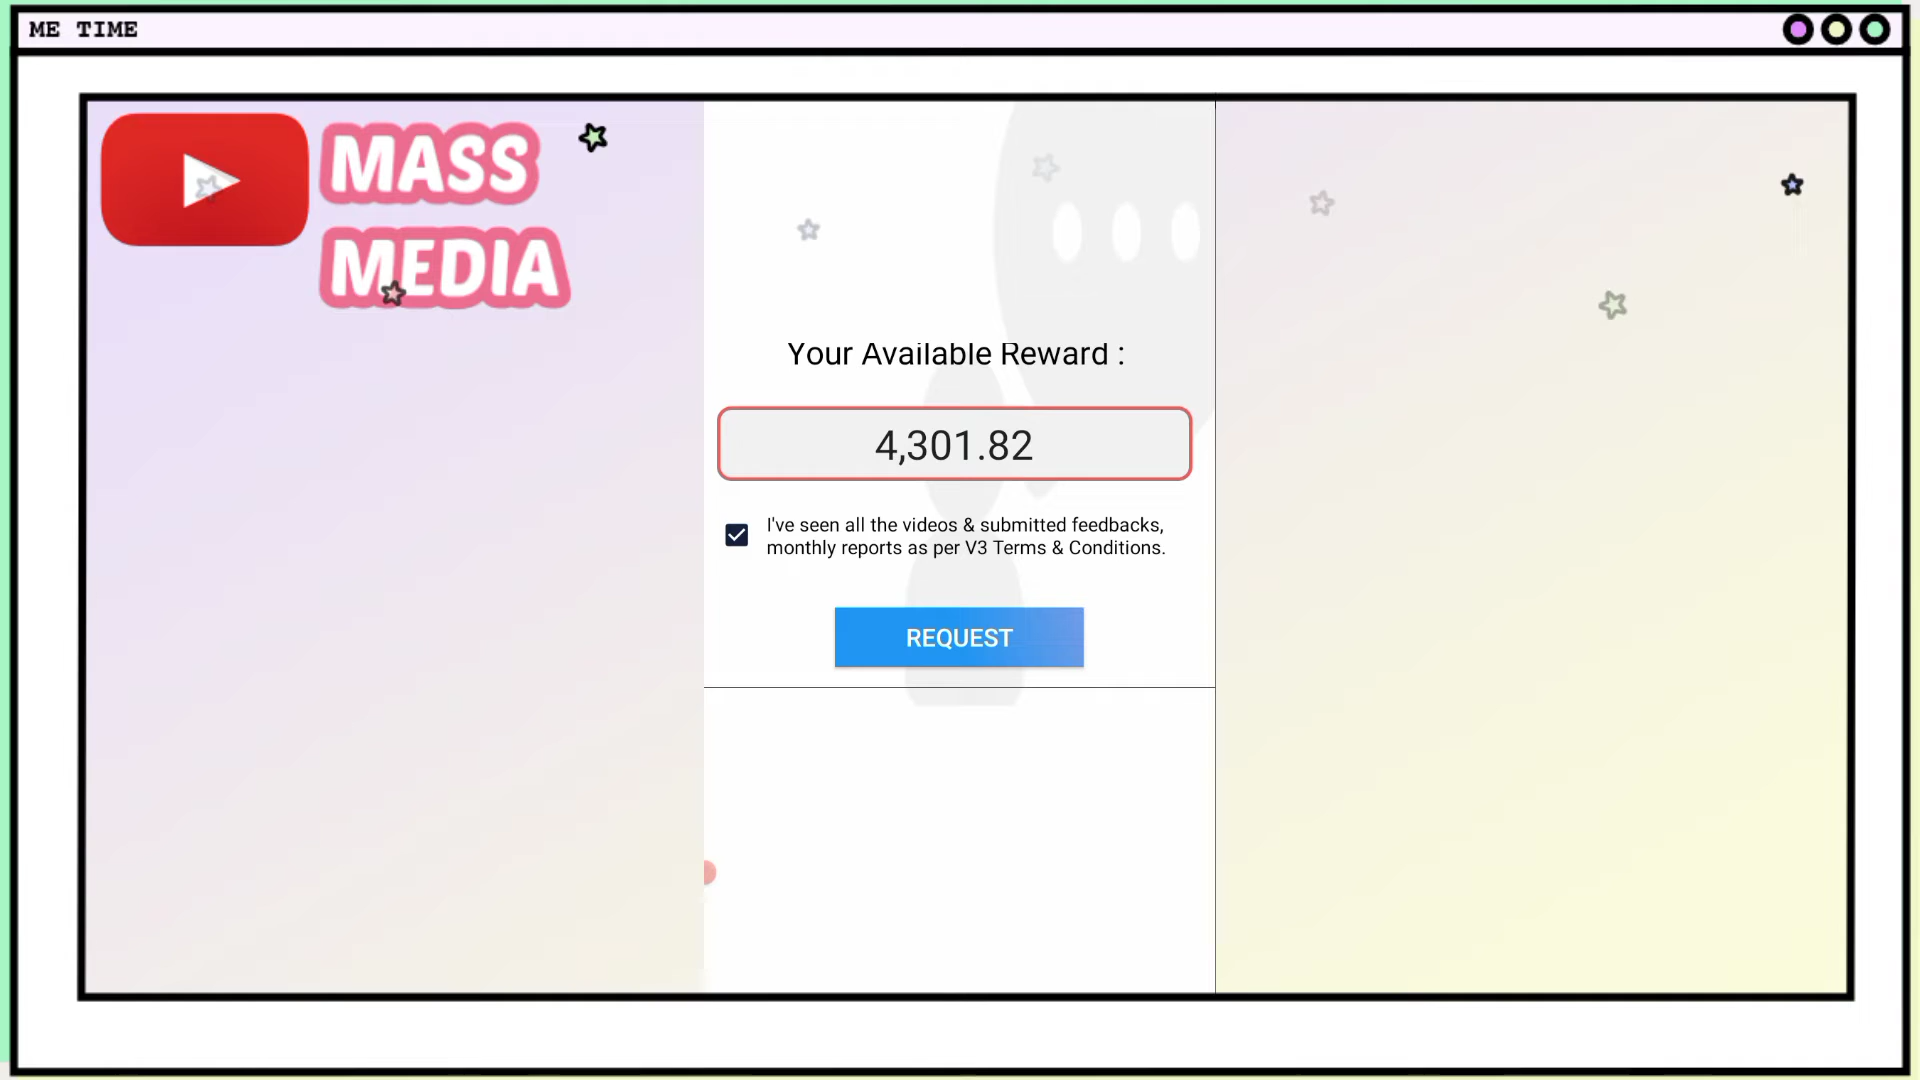 ME TIME
MASS
MEDIA
Your Available Reward :
4,301.82
I've seen all the videos & submitted feedbacks,
monthly reports as per V3 Terms & Conditions.
REQUEST